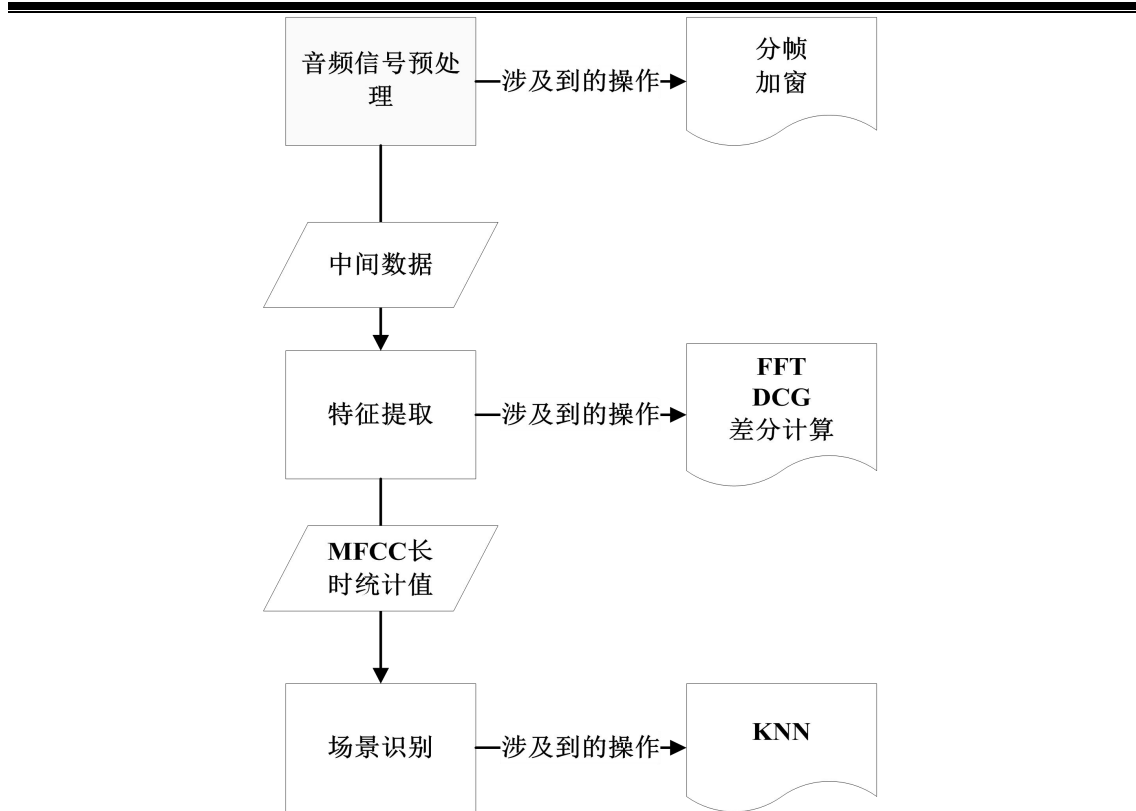 音频信号预处
理
涉及到的操作
分帧
加窗
中间数据
特征提取
涉及到的操作
FFT
DCG
差分计算
MFCC长
时统计值
场景识别
涉及到的操作
KNN